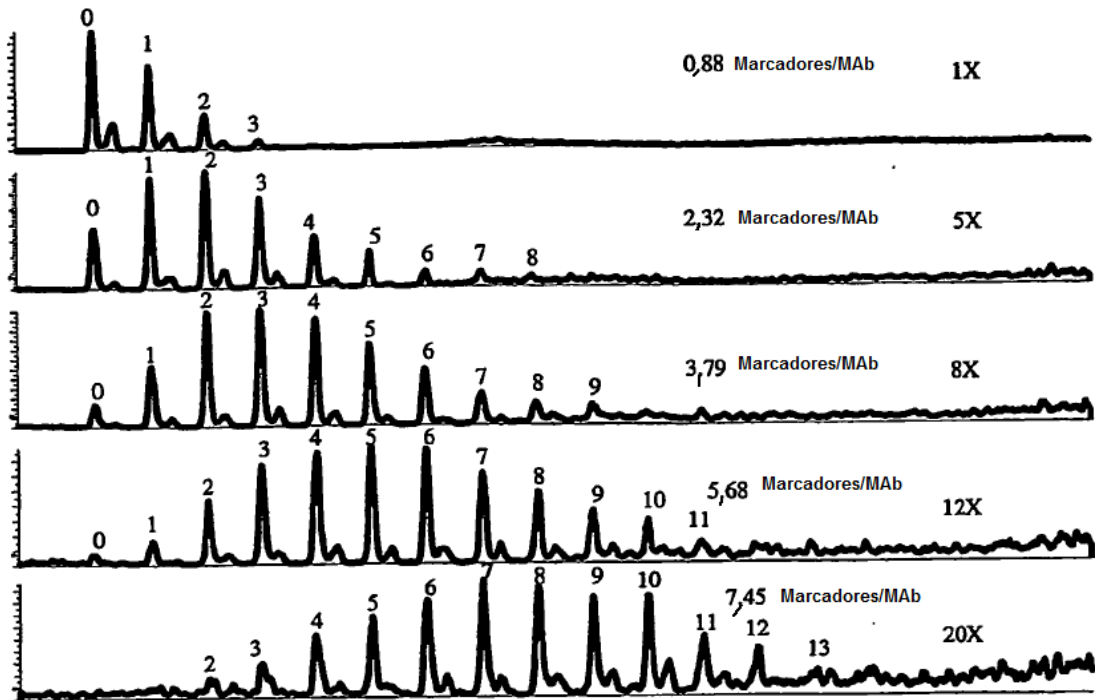 0 1 2 3 0,88 Marcadores/MAb 1X
0 1 2 3 4 5 6 7 8 2,32 Marcadores/MAb 5X
0 1 2 3 4 5 6 7 8 9 3,79 Marcadores/MAb 8X
0 1 2 3 4 5 6 7 8 9 10 11 5,68 Marcadores/MAb 12X
2 3 4 5 6 7 8 9 10 11 12 13 7,45 Marcadores/MAb 20X